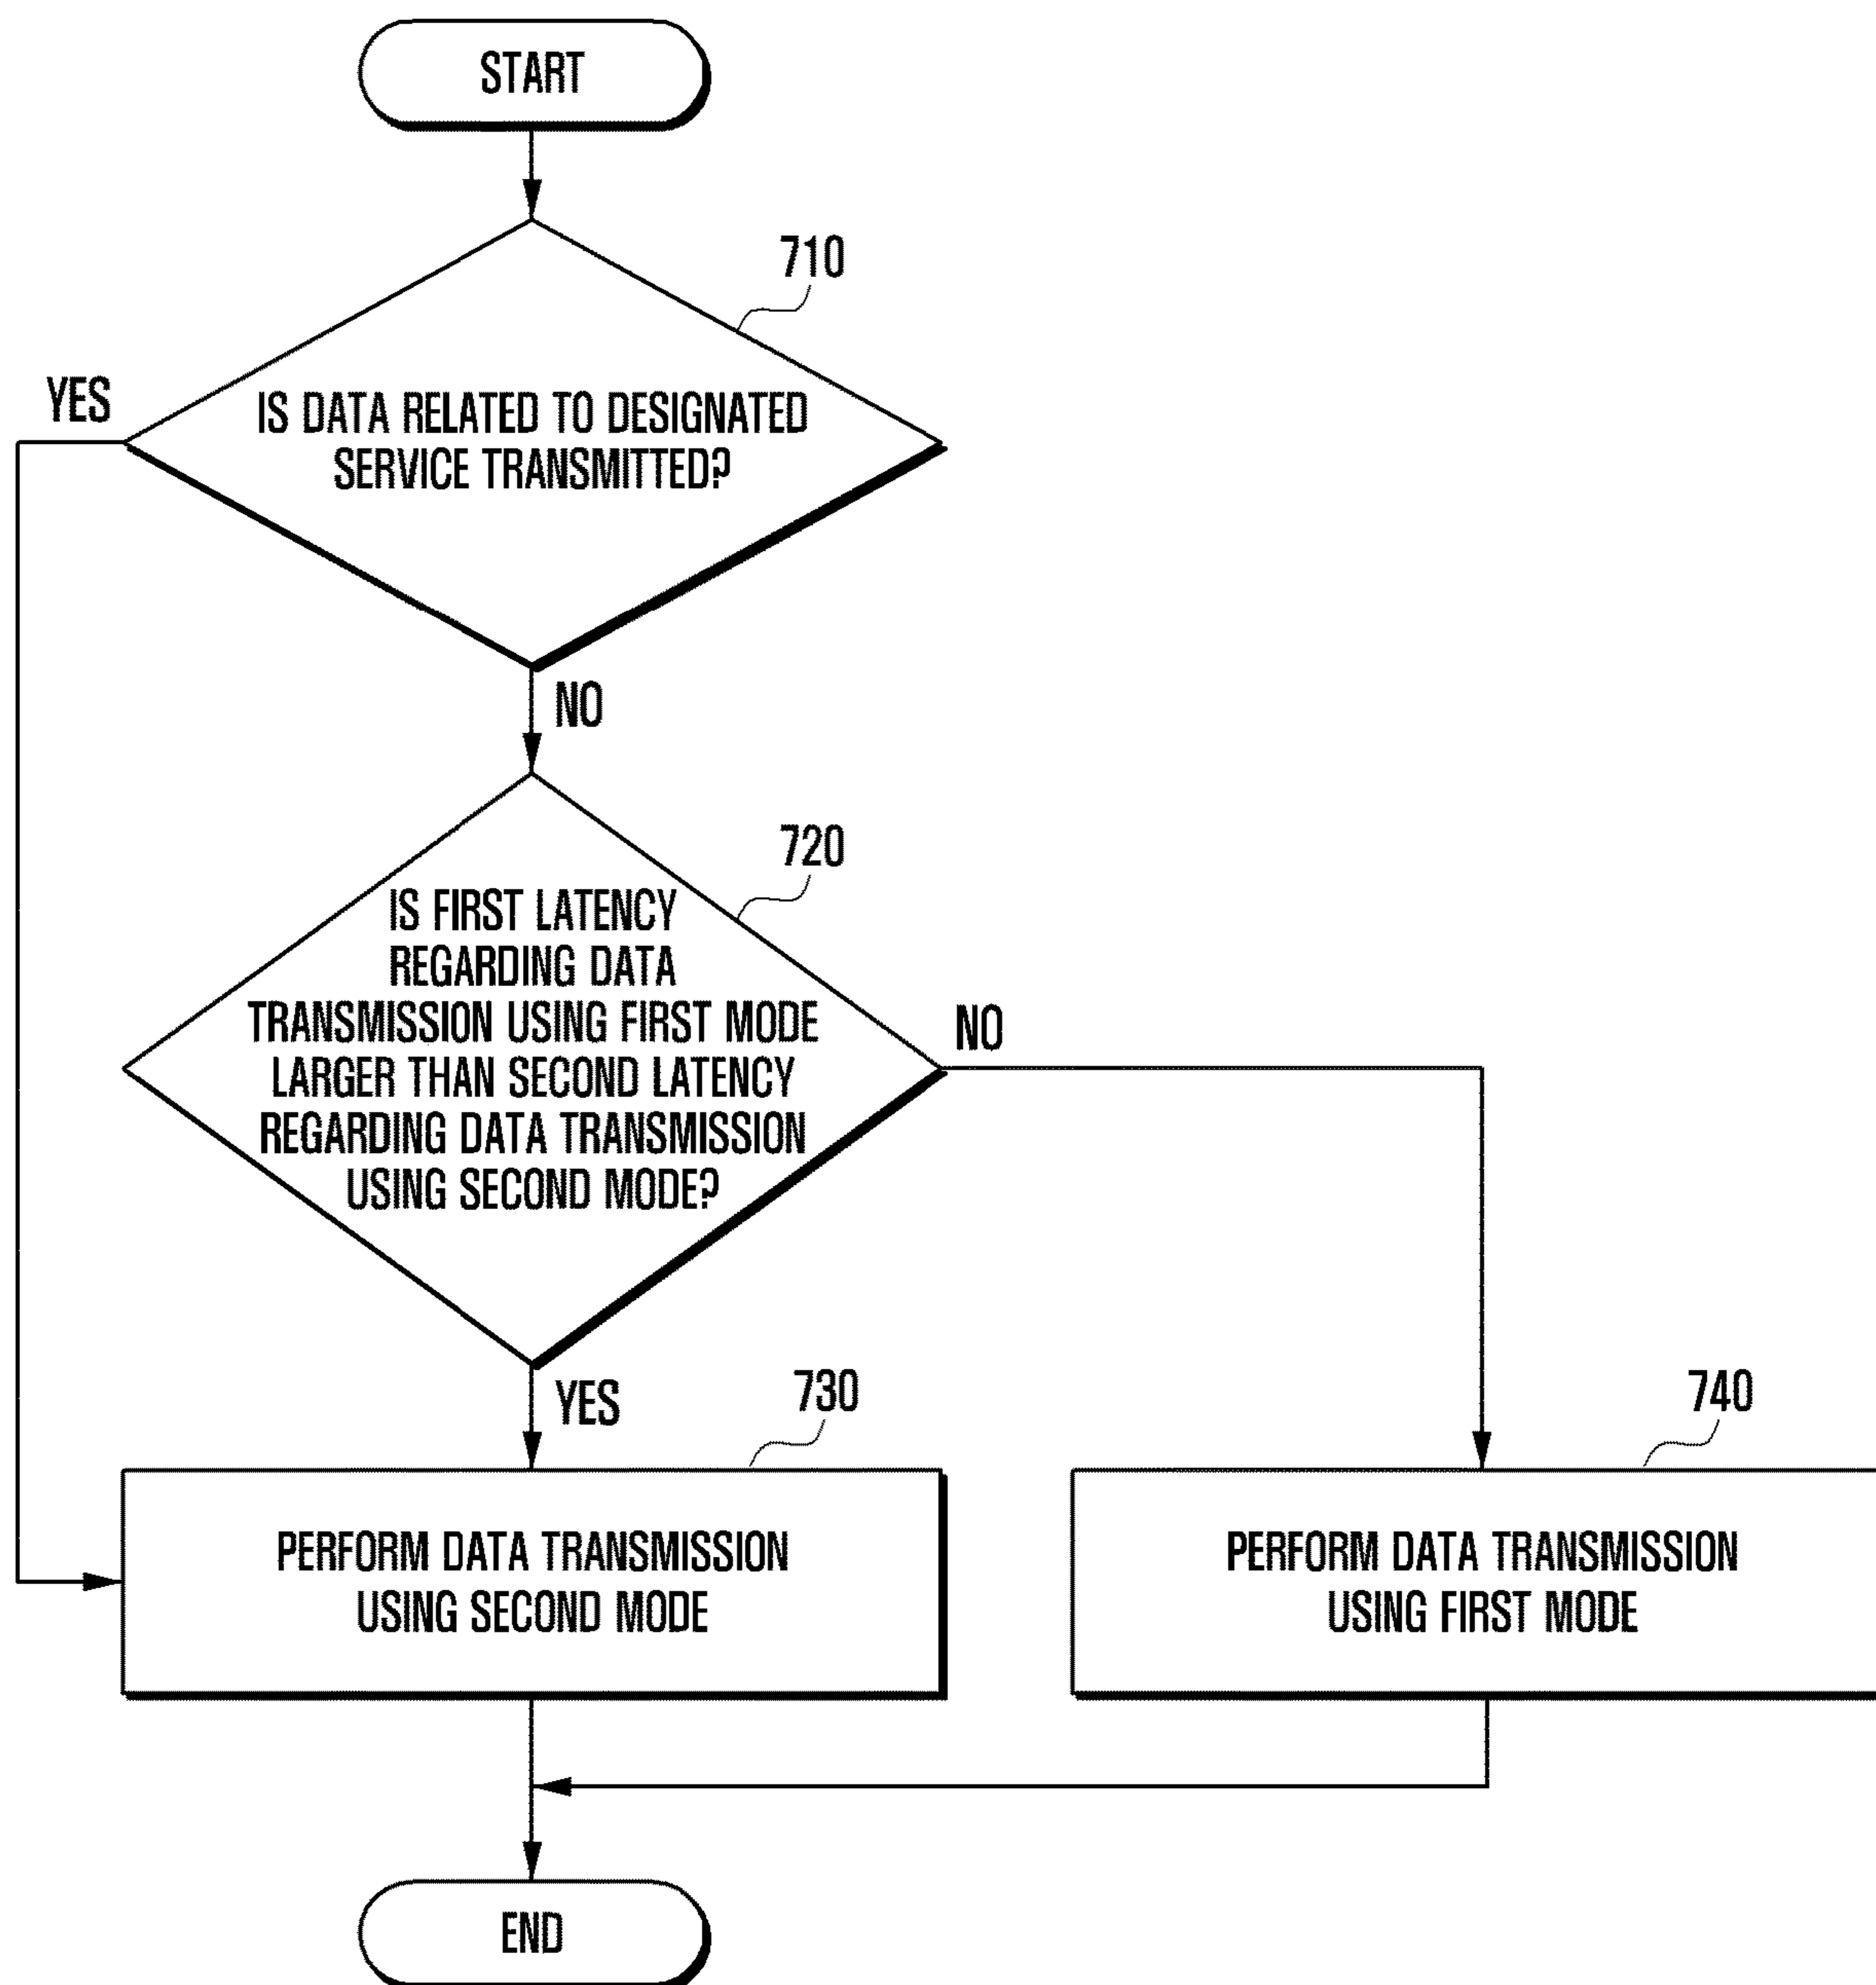 START
710
YES
IS DATA RELATED TO DESIGNATED
SERVICE TRANSMITTED?
NO
720
IS FIRST LATENCY
REGARDING DATA
TRANSMISSION USING FIRST MODE
LARGER THAN SECOND LATENCY
REGARDING DATA TRANSMISSION
USING SECOND MODE?
NO
YES
730
740
PERFORM DATA TRANSMISSION
USING SECOND MODE
PERFORM DATA TRANSMISSION
USING FIRST MODE
END